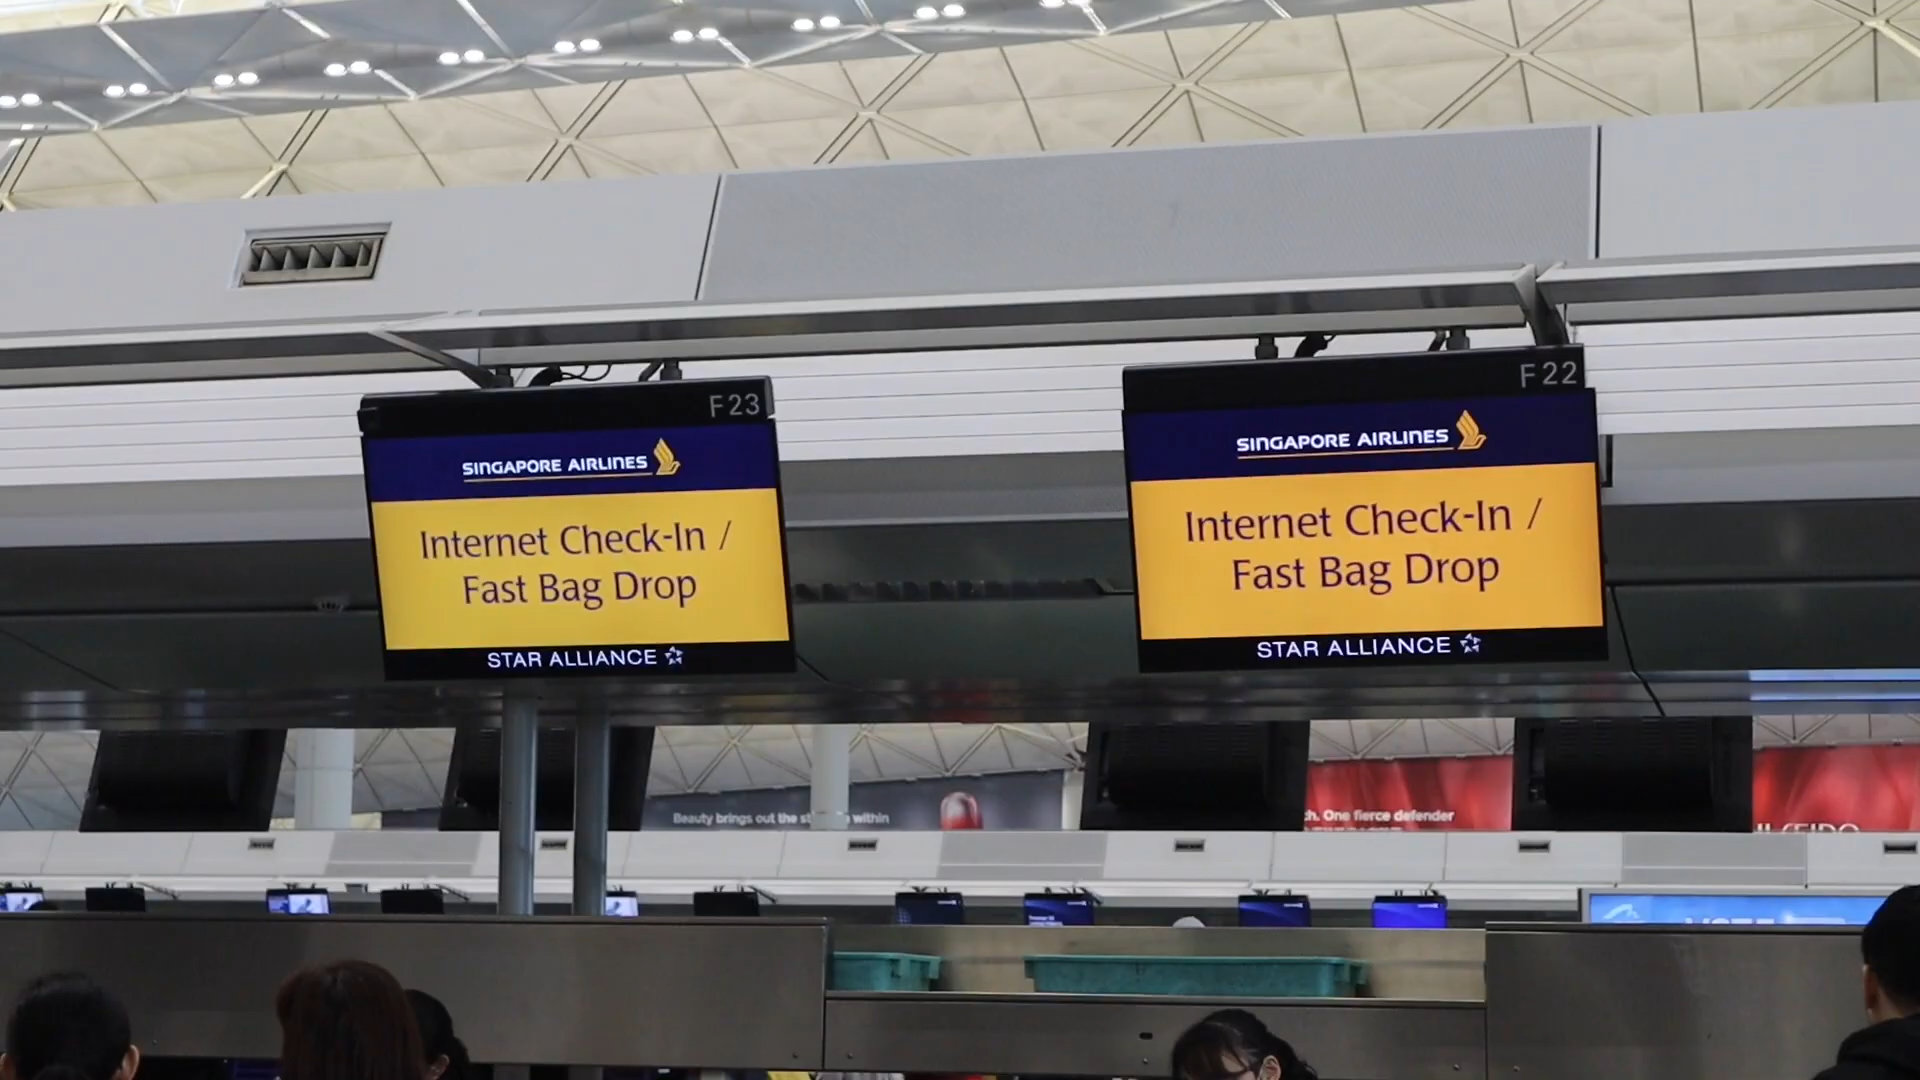 F23
SINGAPORE AIRLINES
Internet Check-In /
Fast Bag Drop
STAR ALLIANCE
F22
SINGAPORE AIRLINES
Internet Check-In /
Fast Bag Drop
STAR ALLIANCE
Beauty brings out the within
One fierce defender